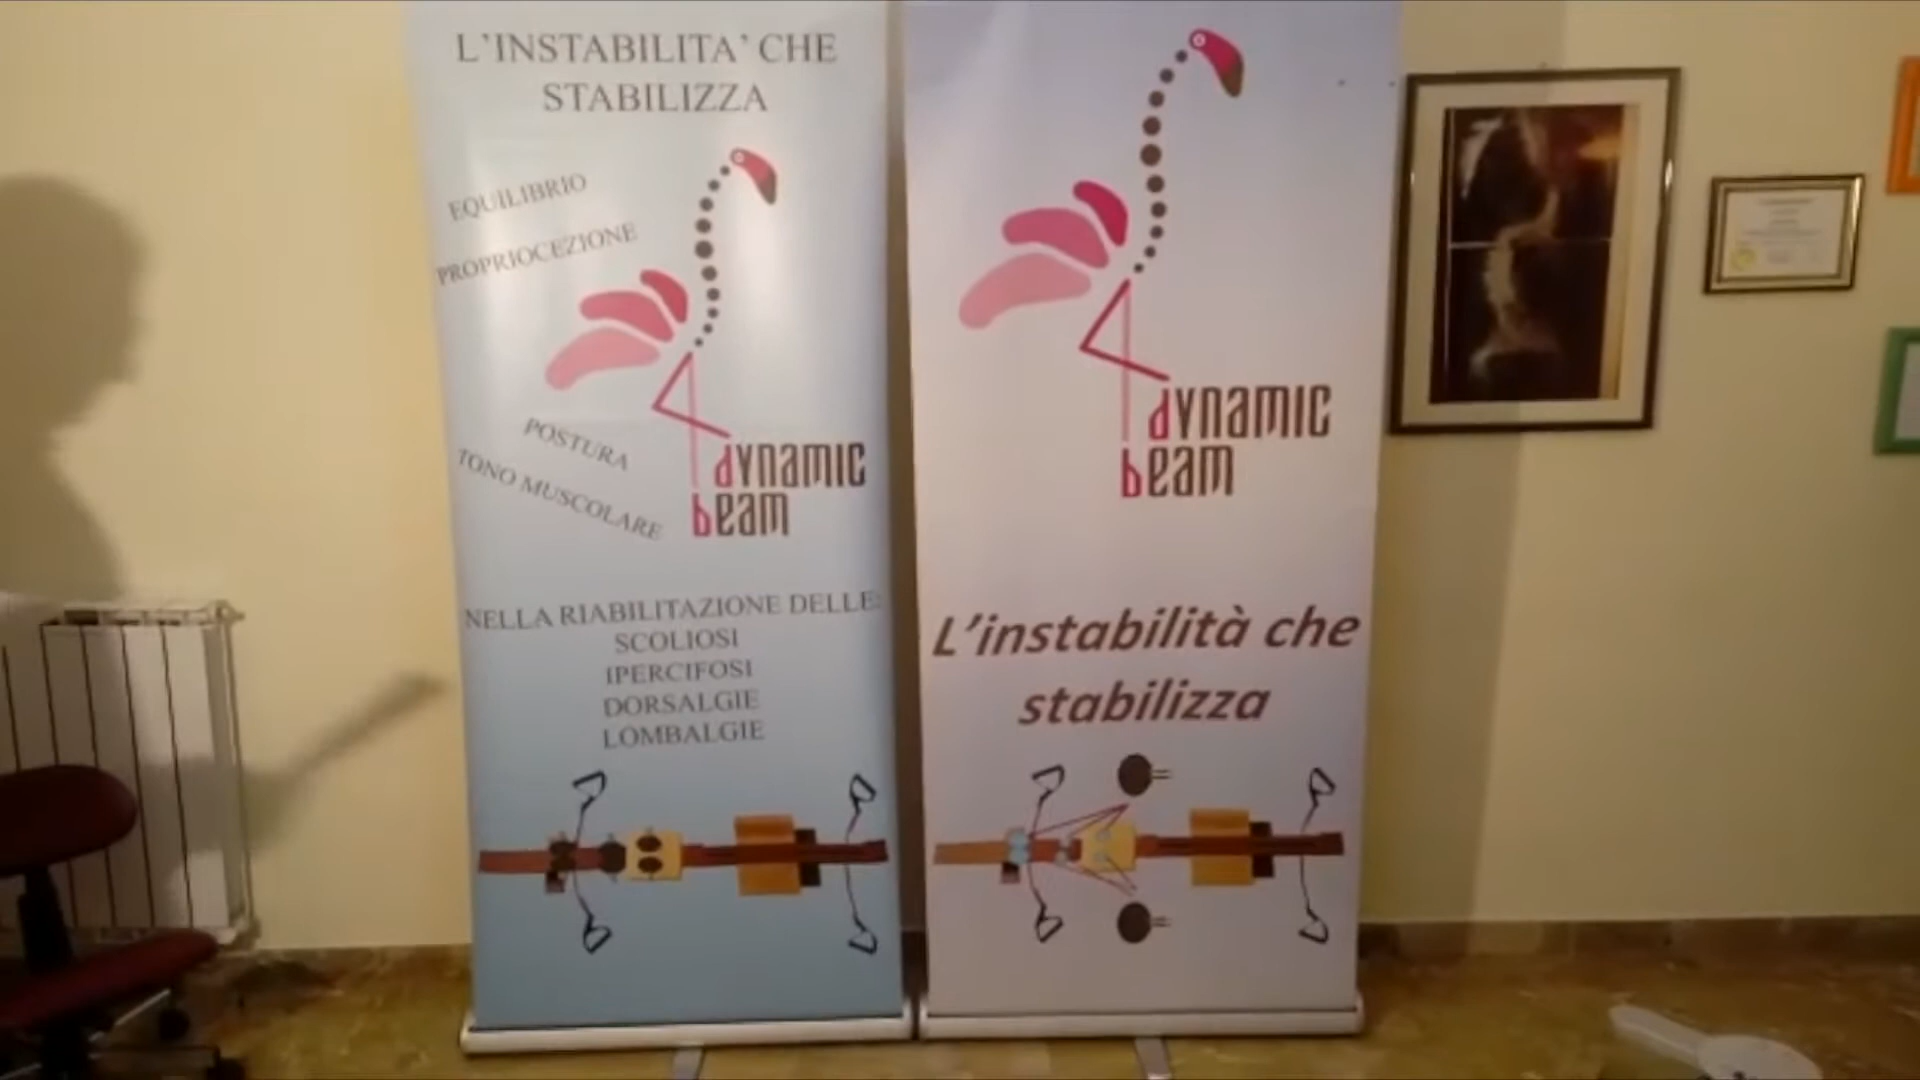 L'INSTABILITA' CHE
STABILIZZA
EQUILIBRIO
PROPRIOCEZIONE
POSTURA
TONO MUSCOLARE
dynamic
beam
NELLA RIABILITAZIONE DELLE:
SCOLIOSI
IPERCIFOSI
DORSALGIE
LOMBALGIE
dynamic
beam
L'instabilità che
stabilizza